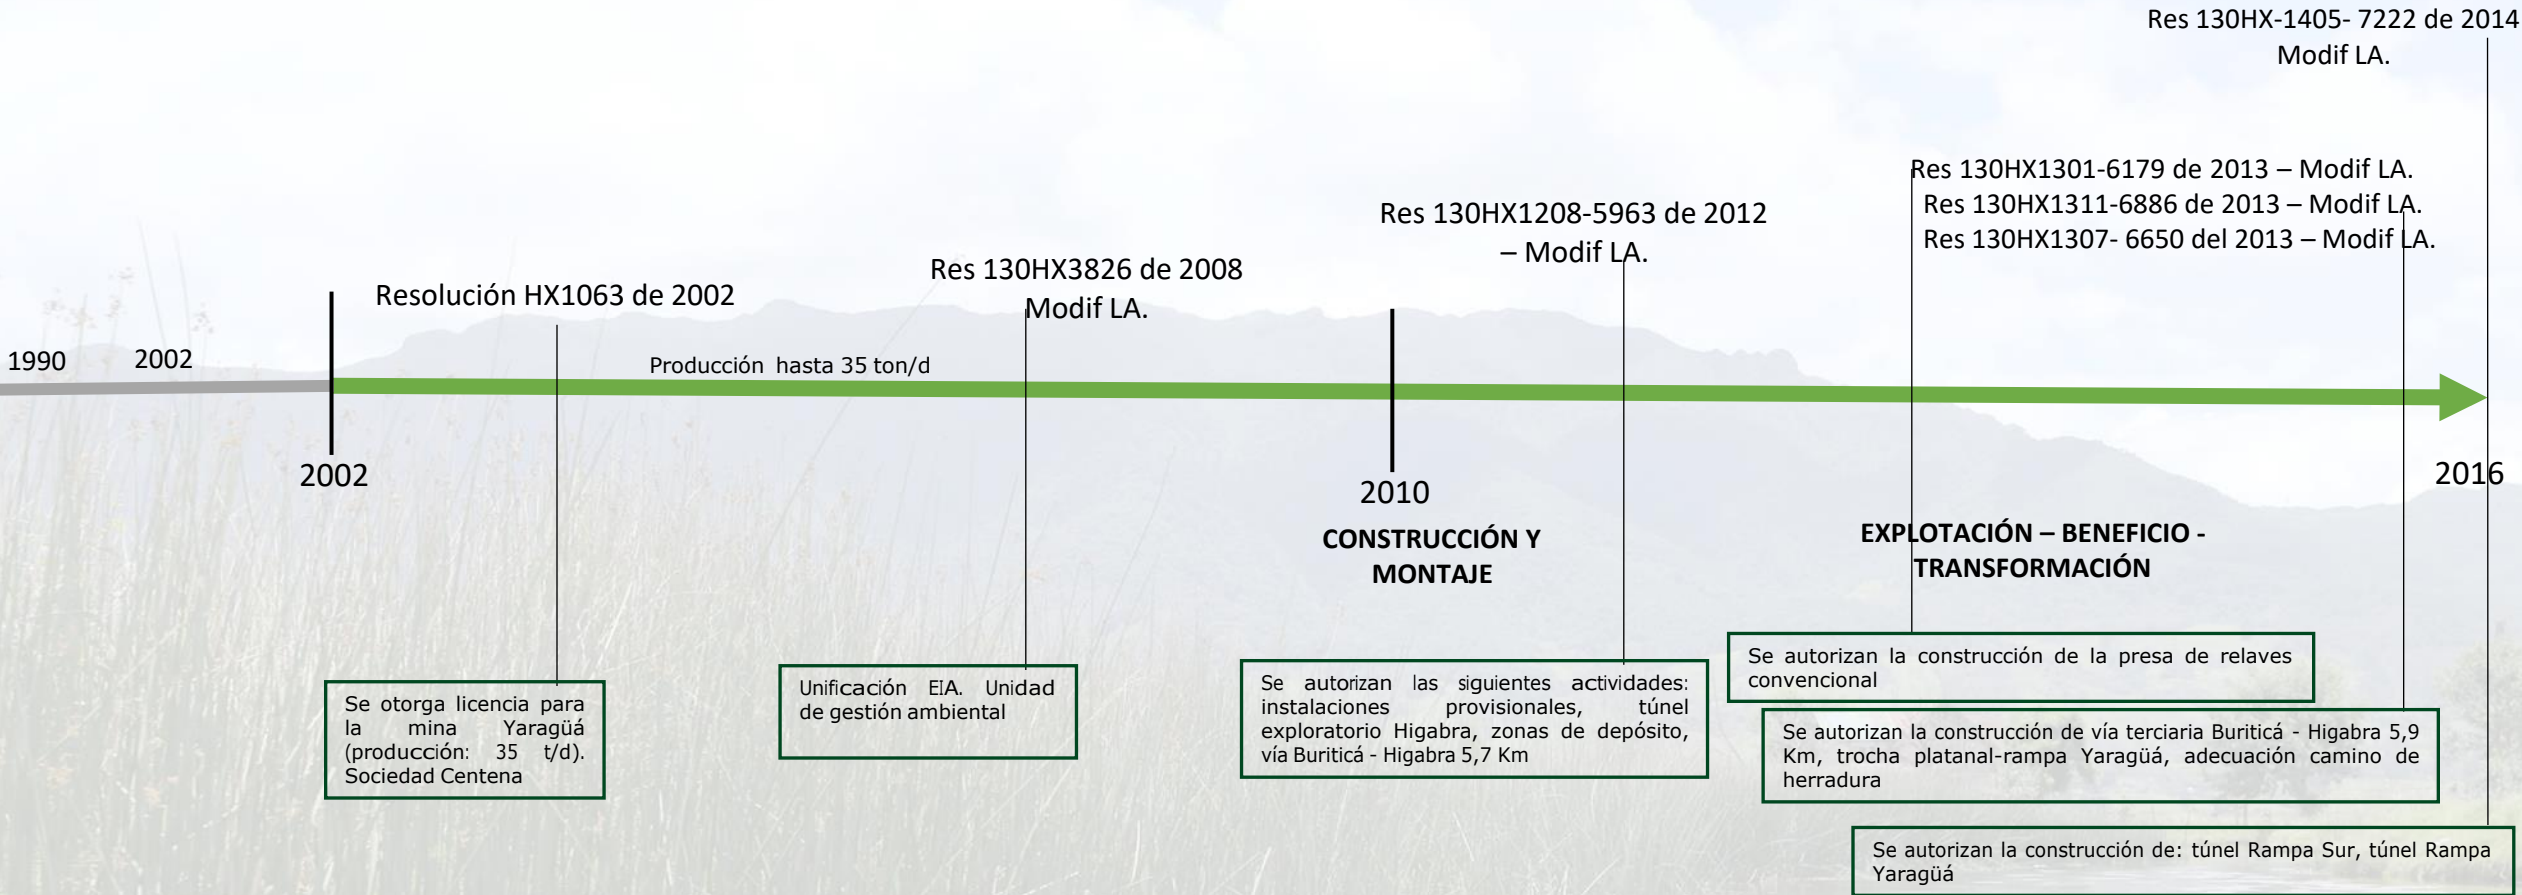 Res 130HX-1405- 7222 de 2014
Modif LA.
Res 130HX1301-6179 de 2013 – Modif LA.
Res 130HX1311-6886 de 2013 – Modif LA.
Res 130HX1307- 6650 del 2013 – Modif LA.
Res 130HX1208-5963 de 2012
– Modif LA.
Res 130HX3826 de 2008
Modif LA.
Resolución HX1063 de 2002
1990
2002
Producción hasta 35 ton/d
2002
2010
2016
CONSTRUCCIÓN Y
MONTAJE
EXPLOTACIÓN – BENEFICIO -
TRANSFORMACIÓN
Se otorga licencia para
la mina Yaragüá
(producción: 35 t/d).
Sociedad Centena
Unificación EIA. Unidad
de gestión ambiental
Se autorizan las siguientes actividades:
instalaciones provisionales, túnel
exploratorio Higabra, zonas de depósito,
vía Buriticá - Higabra 5,7 Km
Se autorizan la construcción de la presa de relaves
convencional
Se autorizan la construcción de vía terciaria Buriticá - Higabra 5,9
Km, trocha platanal-rampa Yaragüá, adecuación camino de
herradura
Se autorizan la construcción de: túnel Rampa Sur, túnel Rampa
Yaragüá